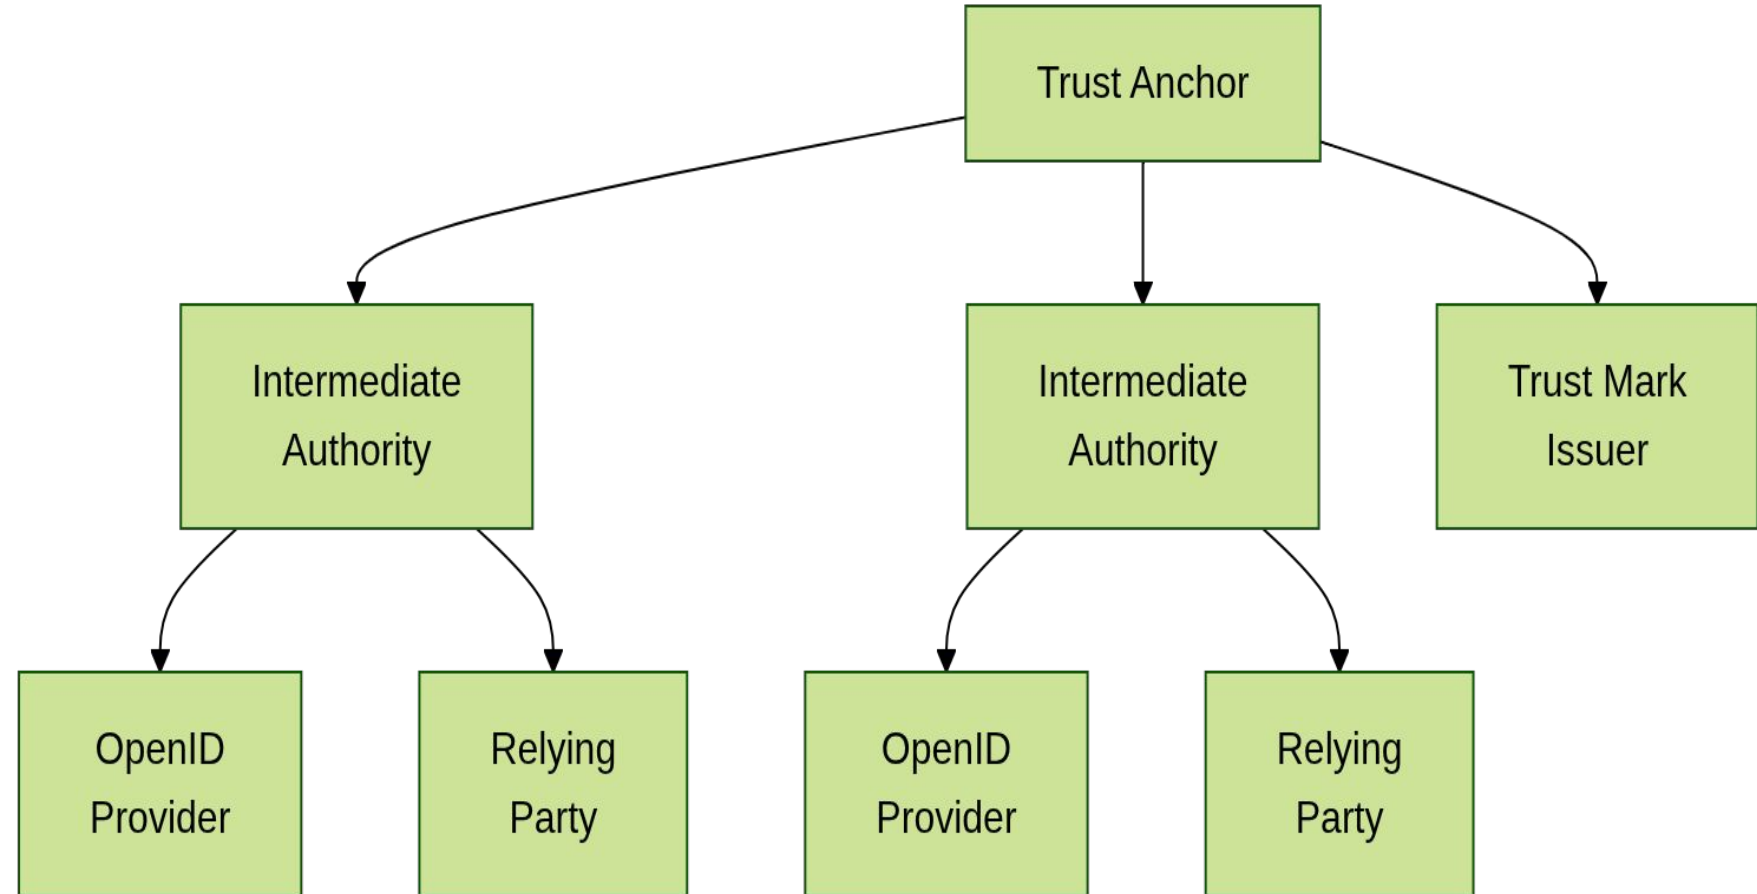 Trust Anchor
Intermediate
Authority
Intermediate
Authority
Trust Mark
Issuer
OpenID
Provider
Relying
Party
OpenID
Provider
Relying
Party